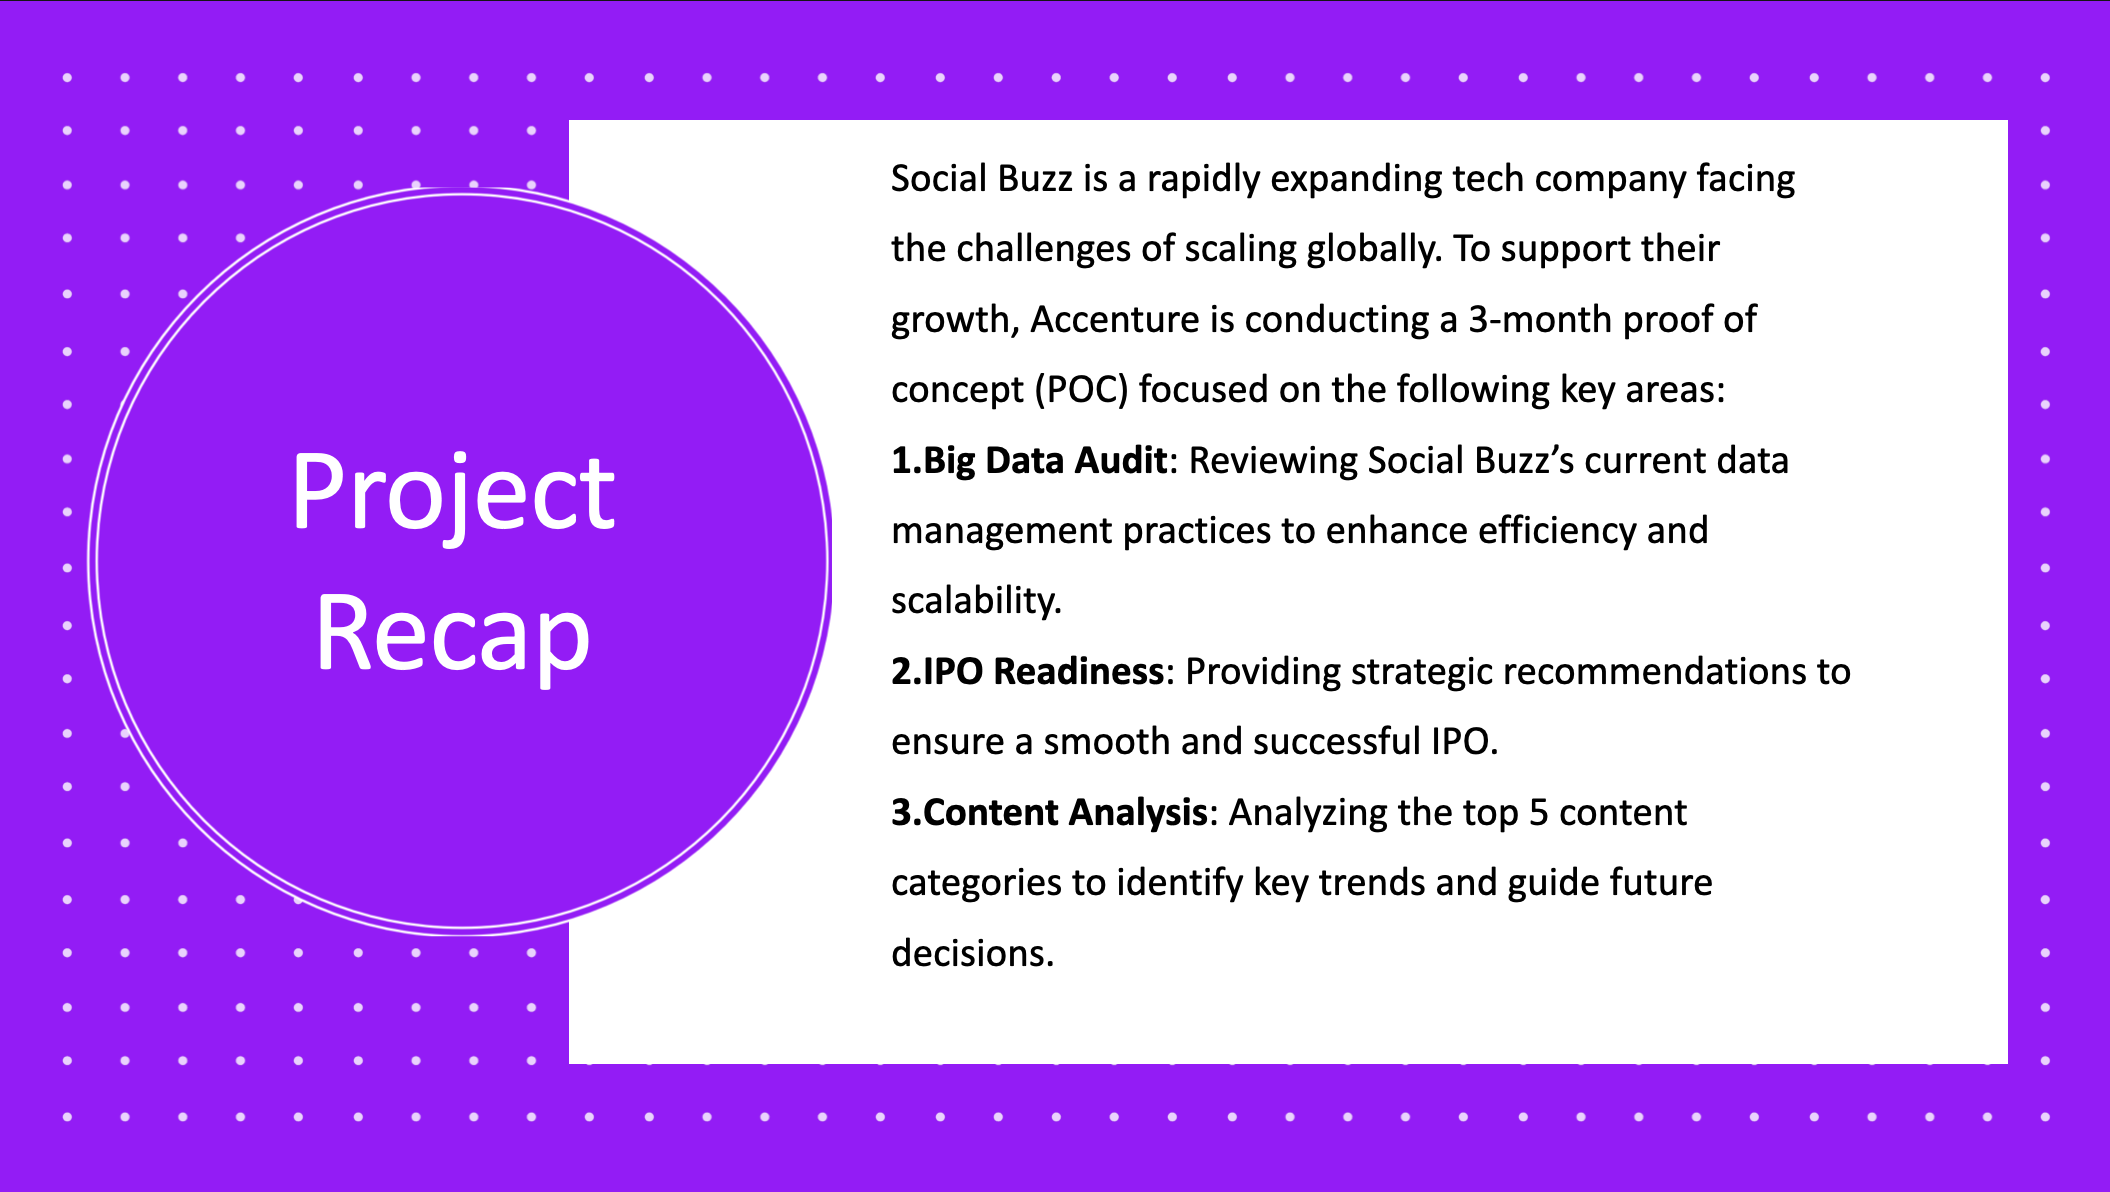 Project
Recap
Social Buzz is a rapidly expanding tech company facing
the challenges of scaling globally. To support their
growth, Accenture is conducting a 3-month proof of
concept (POC) focused on the following key areas:
1.Big Data Audit: Reviewing Social Buzz’s current data
management practices to enhance efficiency and
scalability.
2.IPO Readiness: Providing strategic recommendations to
ensure a smooth and successful IPO.
3.Content Analysis: Analyzing the top 5 content
categories to identify key trends and guide future
decisions.